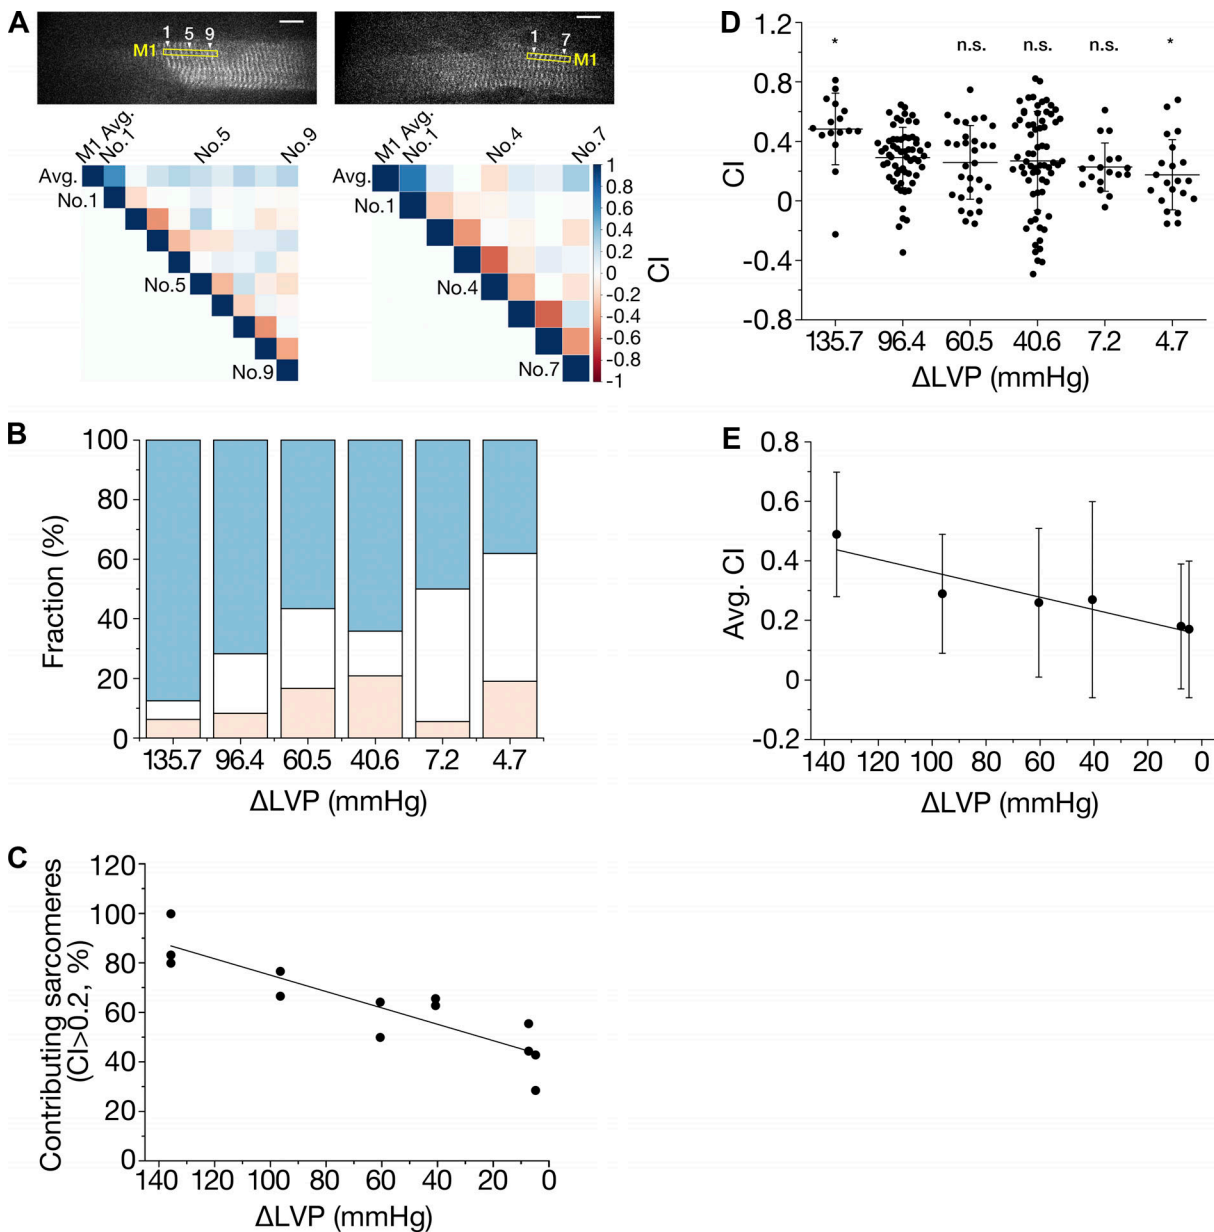 A
1 5 9
M1
1 7
M1
M1 Avg. No.1 No.5 No.9
Avg.
No.1
No.5
No.9
M1 Avg. No.1 No.4 No.7
Avg.
No.1
No.4
No.7
1
0.8
0.6
0.4
0.2
0
-0.2
-0.4
-0.6
-0.8
-1
CI
B
100
80
60
40
20
0
Fraction (%)
135.7 96.4 60.5 40.6 7.2 4.7
ΔLVP (mmHg)
C
120
100
80
60
40
20
0
Contributing sarcomeres
(CI>0.2, %)
140 120 100 80 60 40 20 0
ΔLVP (mmHg)
D
1.2
0.8
0.4
0
-0.4
-0.8
CI
* n.s. n.s. n.s. *
135.7 96.4 60.5 40.6 7.2 4.7
ΔLVP (mmHg)
E
0.8
0.6
0.4
0.2
0
-0.2
Avg. CI
140 120 100 80 60 40 20 0
ΔLVP (mmHg)